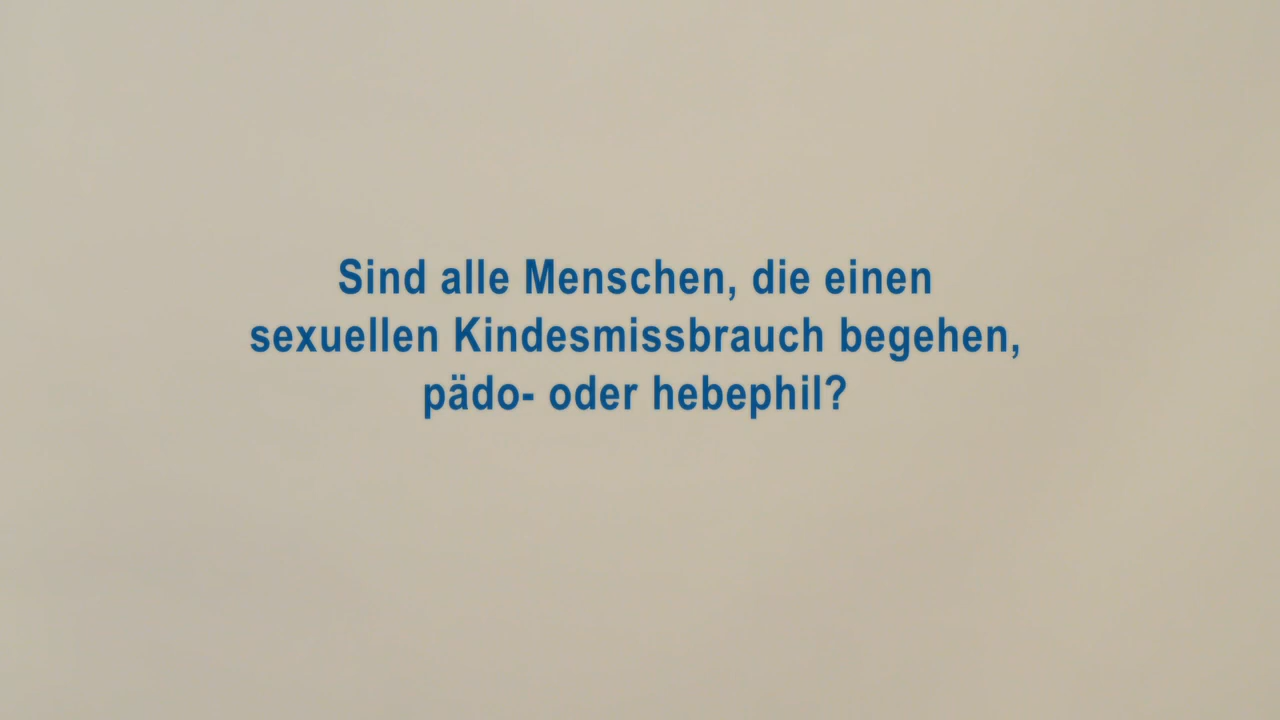 Sind alle Menschen, die einen
sexuellen Kindesmissbrauch begehen,
pädo- oder hebephil?